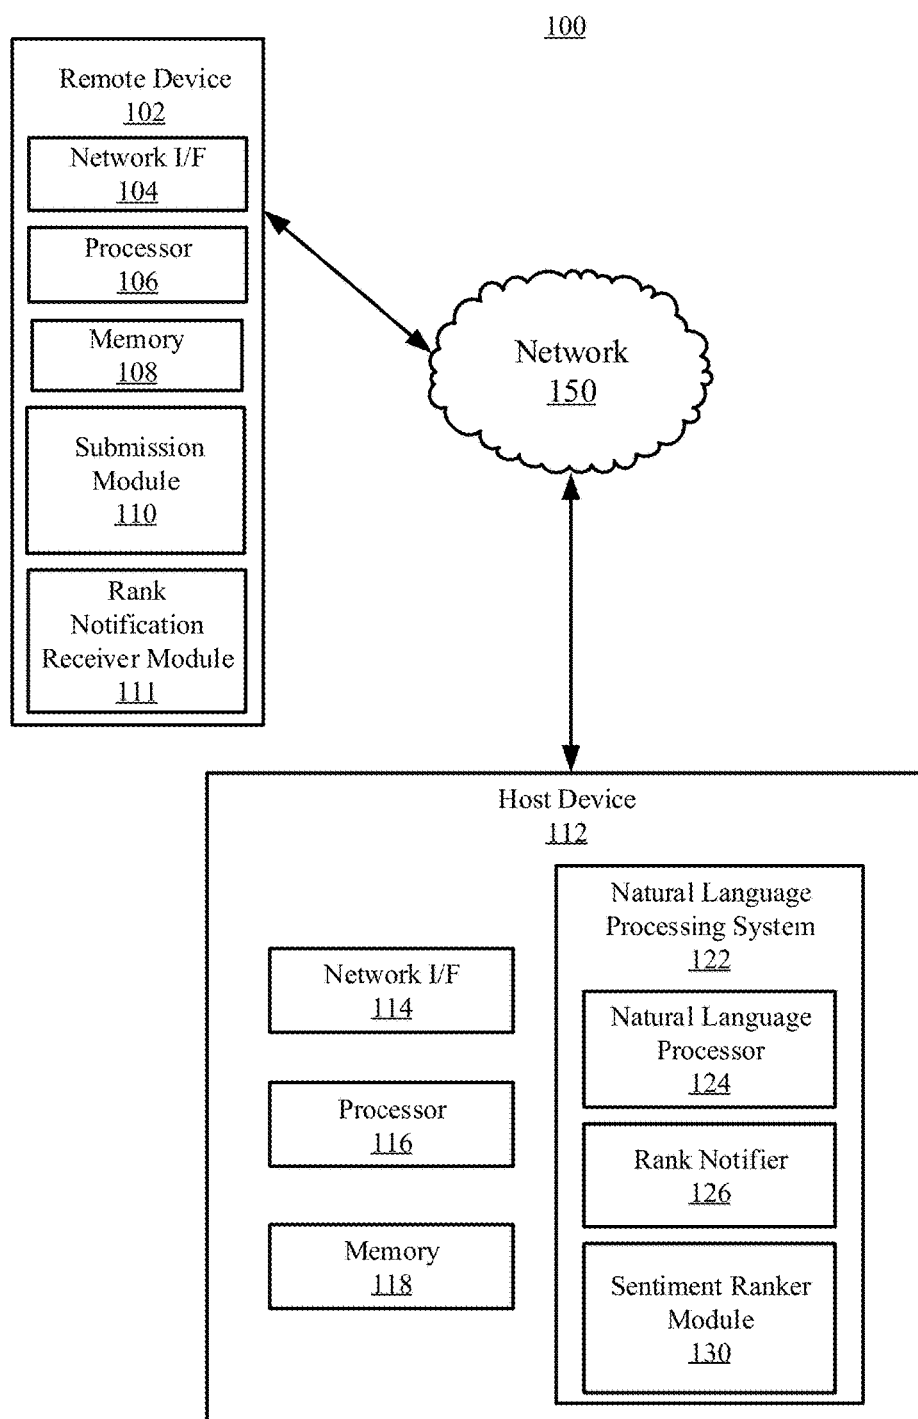 100
Remote Device
102
Network I/F
104
Processor
106
Memory
108
Submission
Module
110
Rank
Notification
Receiver Module
111
Network
150
Host Device
112
Network I/F
114
Processor
116
Memory
118
Natural Language
Processing System
122
Natural Language
Processor
124
Rank Notifier
126
Sentiment Ranker
Module
130